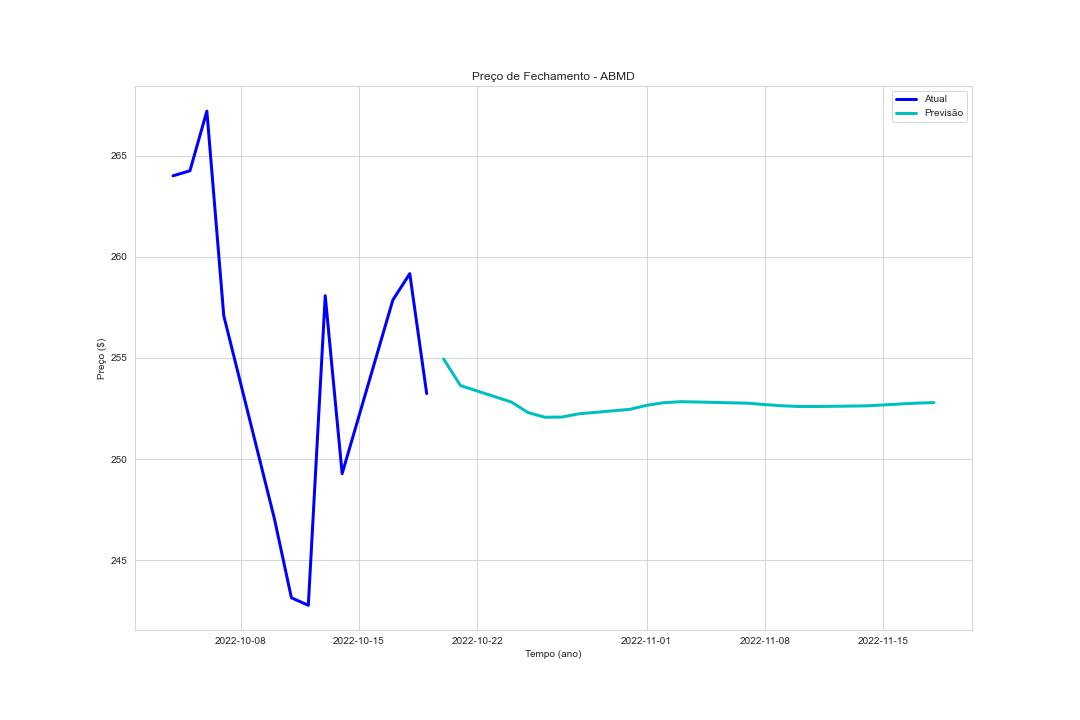 Preço de Fechamento - ABMD
Atual
Previsão
265
260
255
250
245
Preço ($)
2022-10-08
2022-10-15
2022-10-22
2022-11-01
2022-11-08
2022-11-15
Tempo (ano)